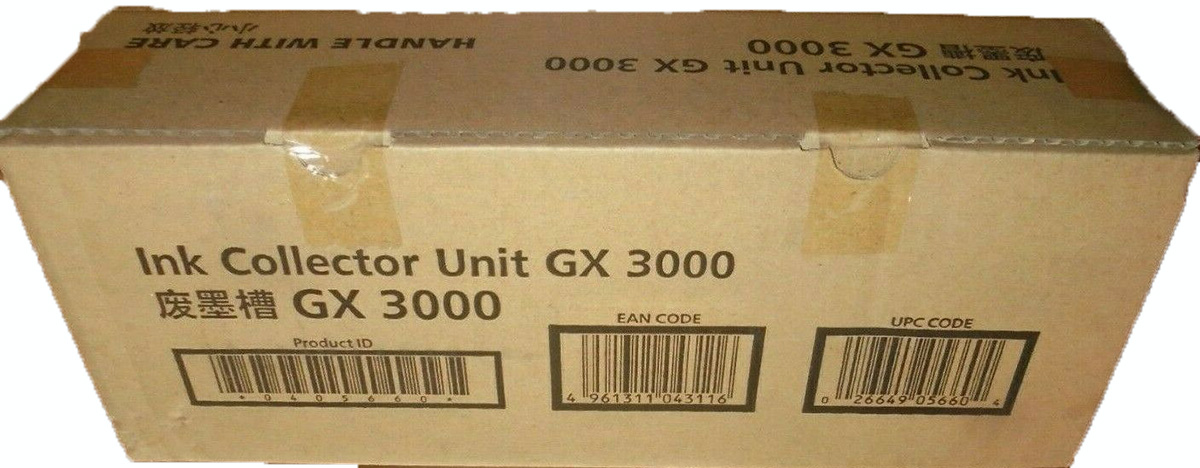 小心轻放
HANDLE WITH CARE
废墨槽 GX 3000
Ink Collector Unit GX 3000
Ink Collector Unit GX 3000
废墨槽 GX 3000
Product ID
*0405660*
EAN CODE
4 961311 043116
UPC CODE
0 26649 05660 4